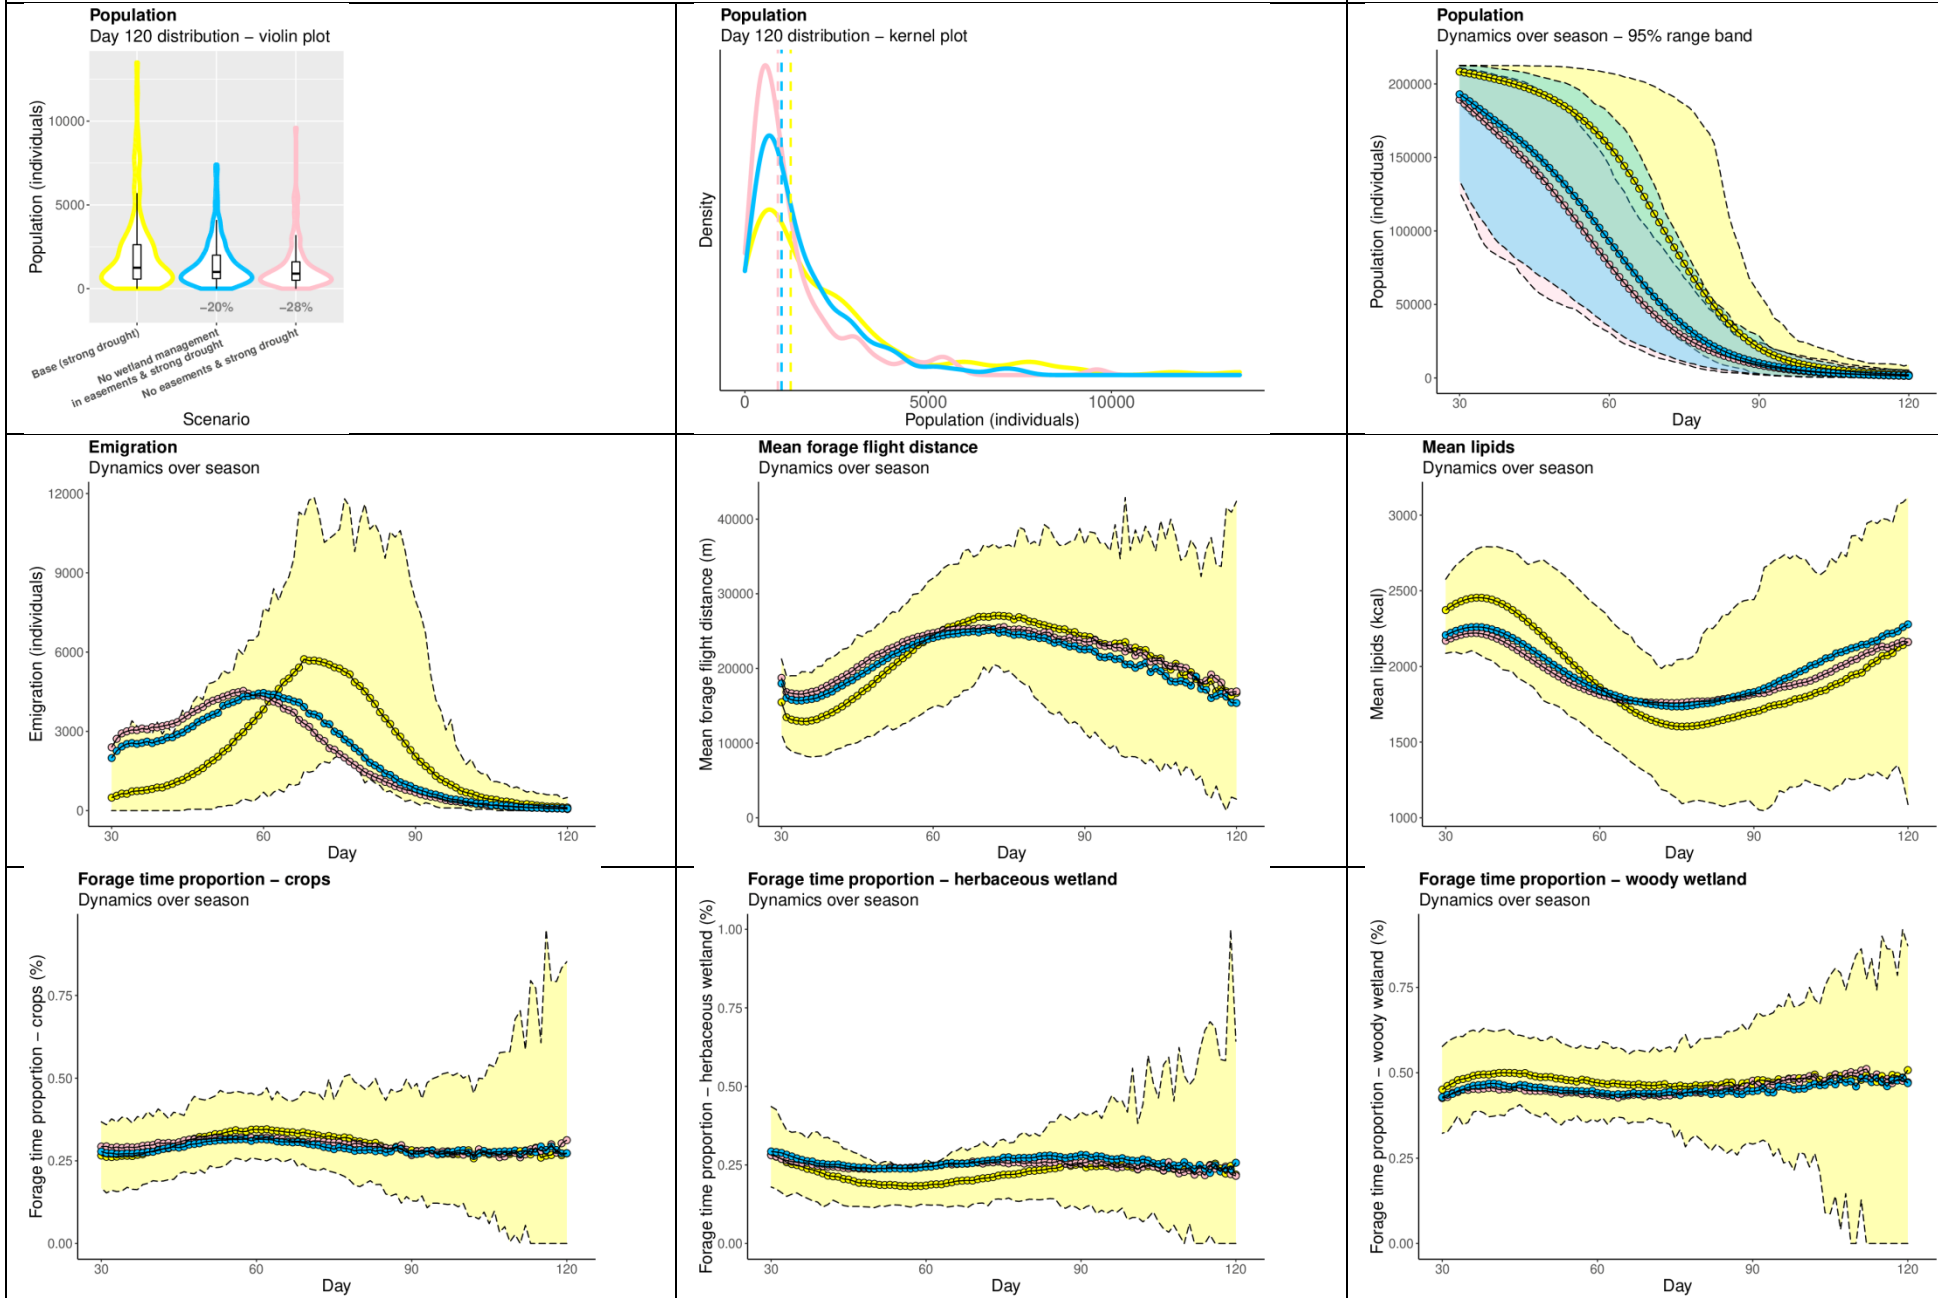 Population
Day 120 distribution – violin plot
Population (individuals)
10000
5000
0
−20%
−28%
Base (strong drought)
No wetland management
in easements & strong drought
No easements & strong drought
Scenario
Population
Day 120 distribution – kernel plot
Density
0
5000
10000
Population (individuals)
Population
Dynamics over season – 95% range band
Population (individuals)
200000
150000
100000
50000
0
30
60
90
120
Day
Emigration
Dynamics over season
Emigration (individuals)
12000
9000
6000
3000
0
30
60
90
120
Day
Mean forage flight distance
Dynamics over season
Mean forage flight distance (m)
40000
30000
20000
10000
0
30
60
90
120
Day
Mean lipids
Dynamics over season
Mean lipids (kcal)
3000
2500
2000
1500
1000
30
60
90
120
Day
Forage time proportion – crops
Dynamics over season
Forage time proportion – crops (%)
0.75
0.50
0.25
0.00
30
60
90
120
Day
Forage time proportion – herbaceous wetland
Dynamics over season
Forage time proportion – herbaceous wetland (%)
1.00
0.75
0.50
0.25
0.00
30
60
90
120
Day
Forage time proportion – woody wetland
Dynamics over season
Forage time proportion – woody wetland (%)
0.75
0.50
0.25
0.00
30
60
90
120
Day